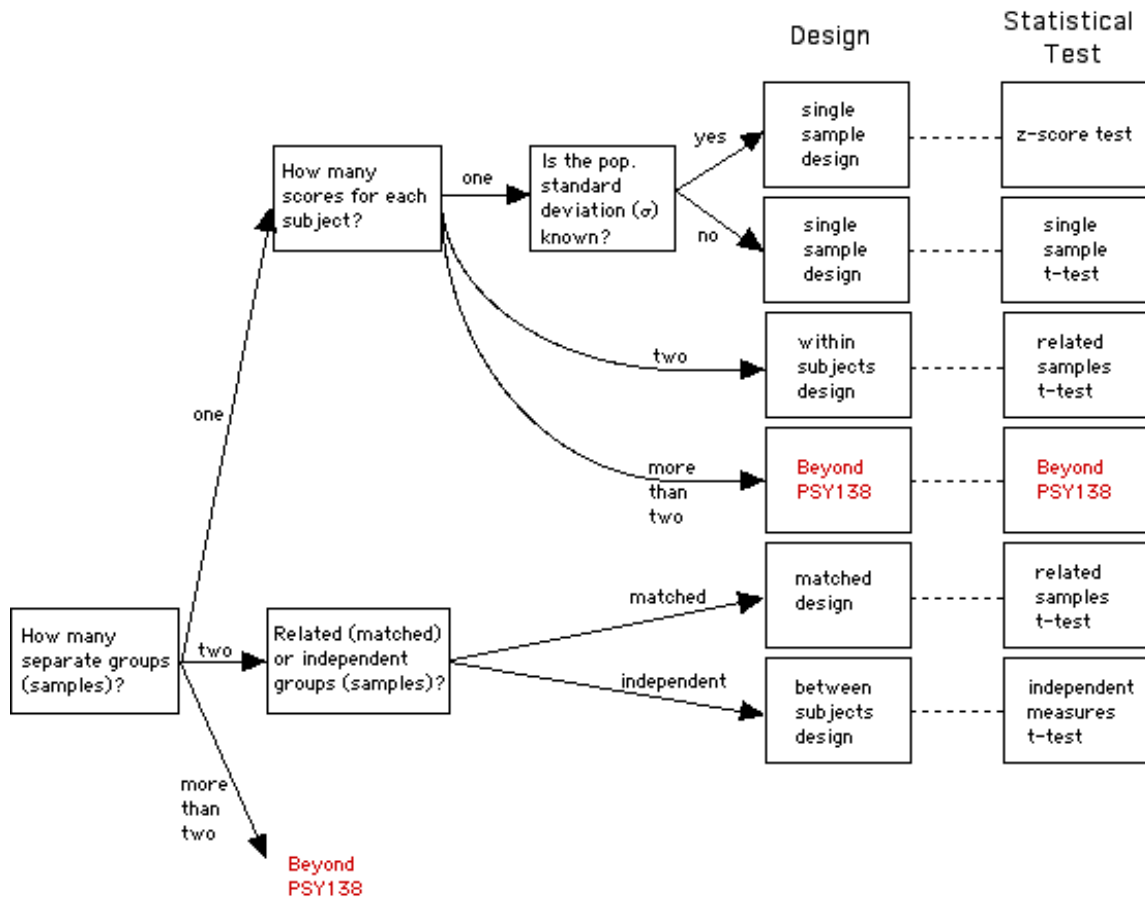 Design
Statistical
Test
How many
scores for each
subject?
one
Is the pop.
standard
deviation (σ)
known?
yes
single
sample
design
z-score test
no
single
sample
design
single
sample
t-test
two
within
subjects
design
related
samples
t-test
more
than
two
Beyond
PSY138
Beyond
PSY138
one
How many
separate groups
(samples)?
two
Related (matched)
or independent
groups (samples)?
matched
matched
design
related
samples
t-test
independent
between
subjects
design
independent
measures
t-test
more
than
two
Beyond
PSY138